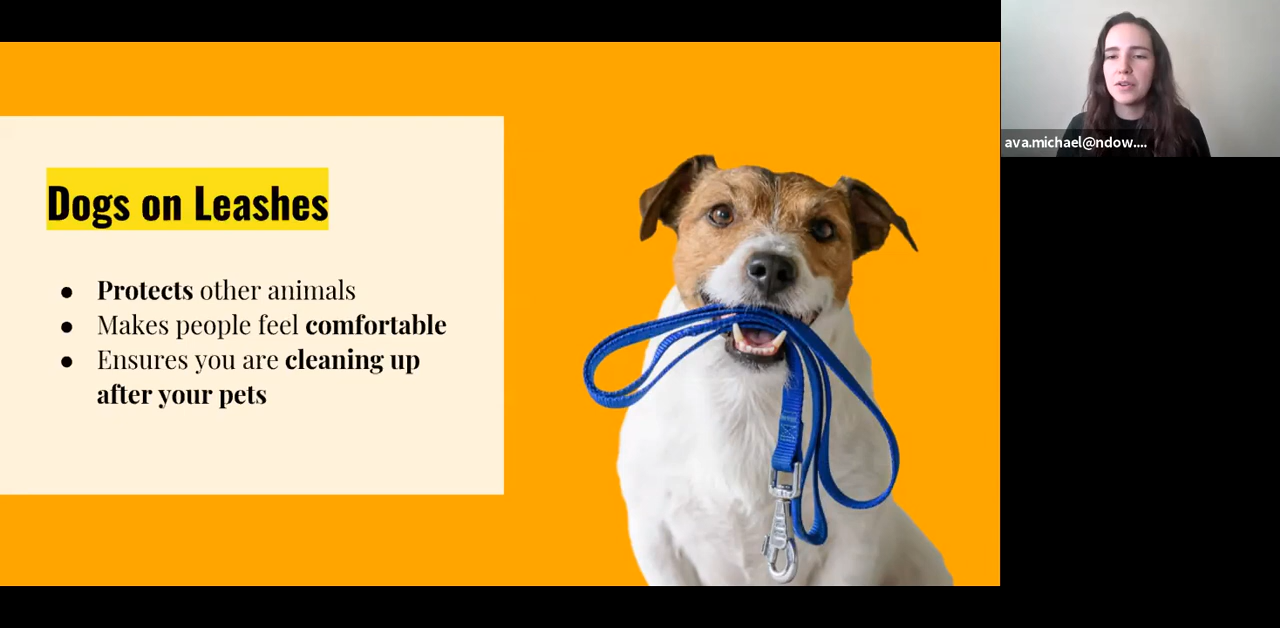 Dogs on Leashes
● Protects other animals
● Makes people feel comfortable
● Ensures you are cleaning up
after your pets
ava.michael@ndow....